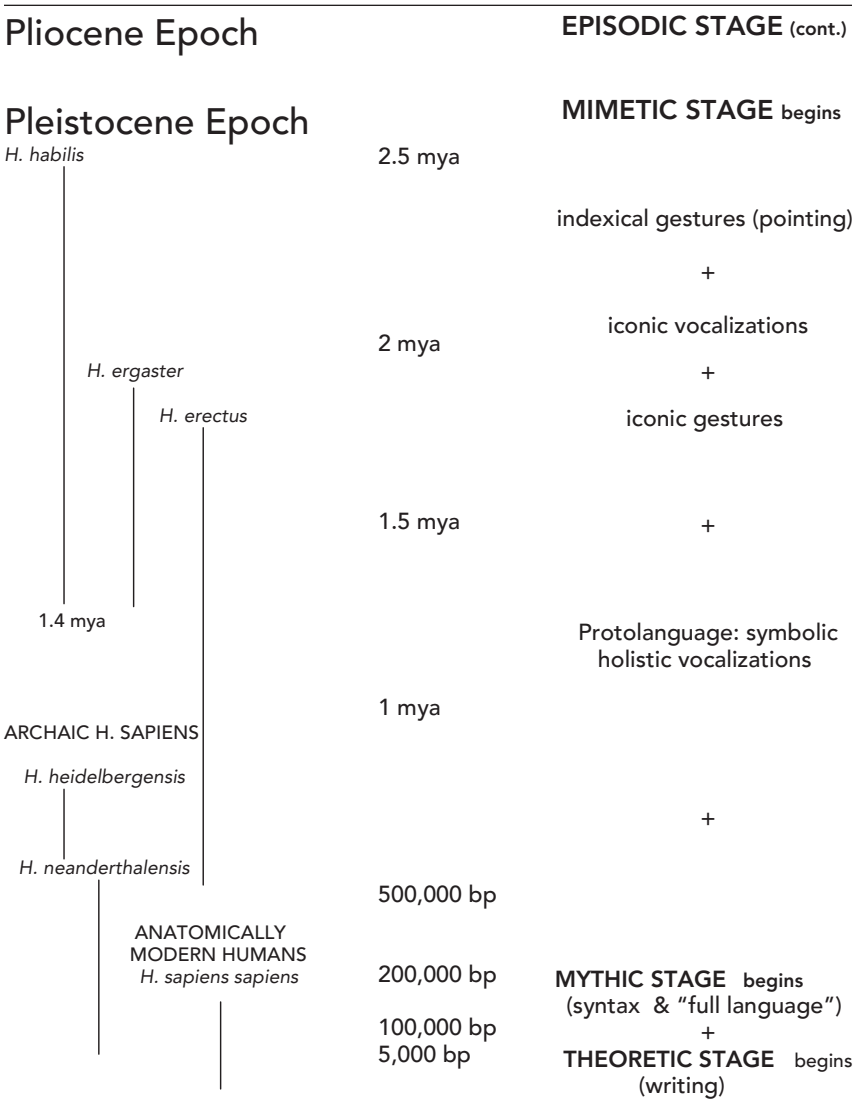 Pliocene Epoch
EPISODIC STAGE (cont.)
Pleistocene Epoch
MIMETIC STAGE begins
H. habilis
2.5 mya
indexical gestures (pointing)
+
iconic vocalizations
2 mya
H. ergaster
+
H. erectus
iconic gestures
1.5 mya
+
1.4 mya
Protolanguage: symbolic
holistic vocalizations
1 mya
ARCHAIC H. SAPIENS
H. heidelbergensis
+
H. neanderthalensis
500,000 bp
ANATOMICALLY
MODERN HUMANS
H. sapiens sapiens
200,000 bp
MYTHIC STAGE begins
(syntax & “full language”)
100,000 bp
+
5,000 bp
THEORETIC STAGE begins
(writing)